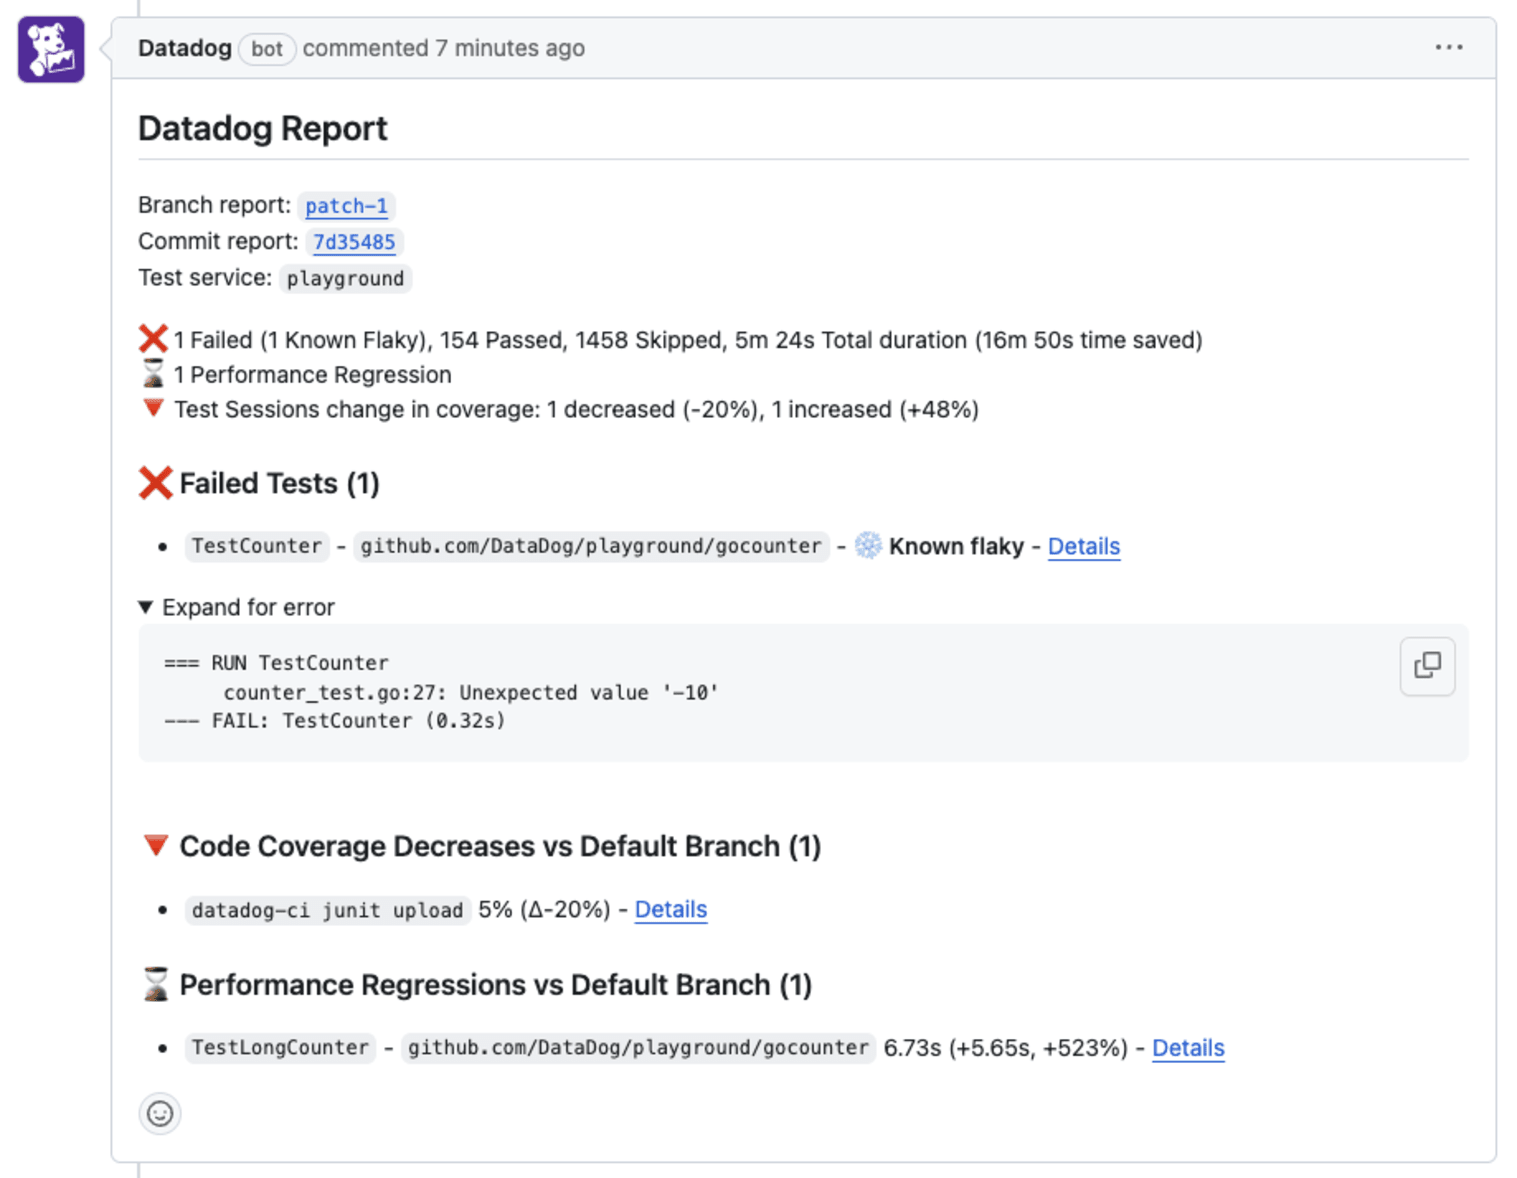 Datadog bot commented 7 minutes ago
Datadog Report
Branch report: patch-1
Commit report: 7d35485
Test service: playground
❌ 1 Failed (1 Known Flaky), 154 Passed, 1458 Skipped, 5m 24s Total duration (16m 50s time saved)
⌛ 1 Performance Regression
🔻 Test Sessions change in coverage: 1 decreased (-20%), 1 increased (+48%)
❌ Failed Tests (1)
• TestCounter - github.com/DataDog/playground/gocounter - ❄️ Known flaky - Details
▼ Expand for error
=== RUN TestCounter
counter_test.go:27: Unexpected value '-10'
--- FAIL: TestCounter (0.32s)
🔻 Code Coverage Decreases vs Default Branch (1)
• datadog-ci junit upload 5% (Δ-20%) - Details
⌛ Performance Regressions vs Default Branch (1)
• TestLongCounter - github.com/DataDog/playground/gocounter 6.73s (+5.65s, +523%) - Details